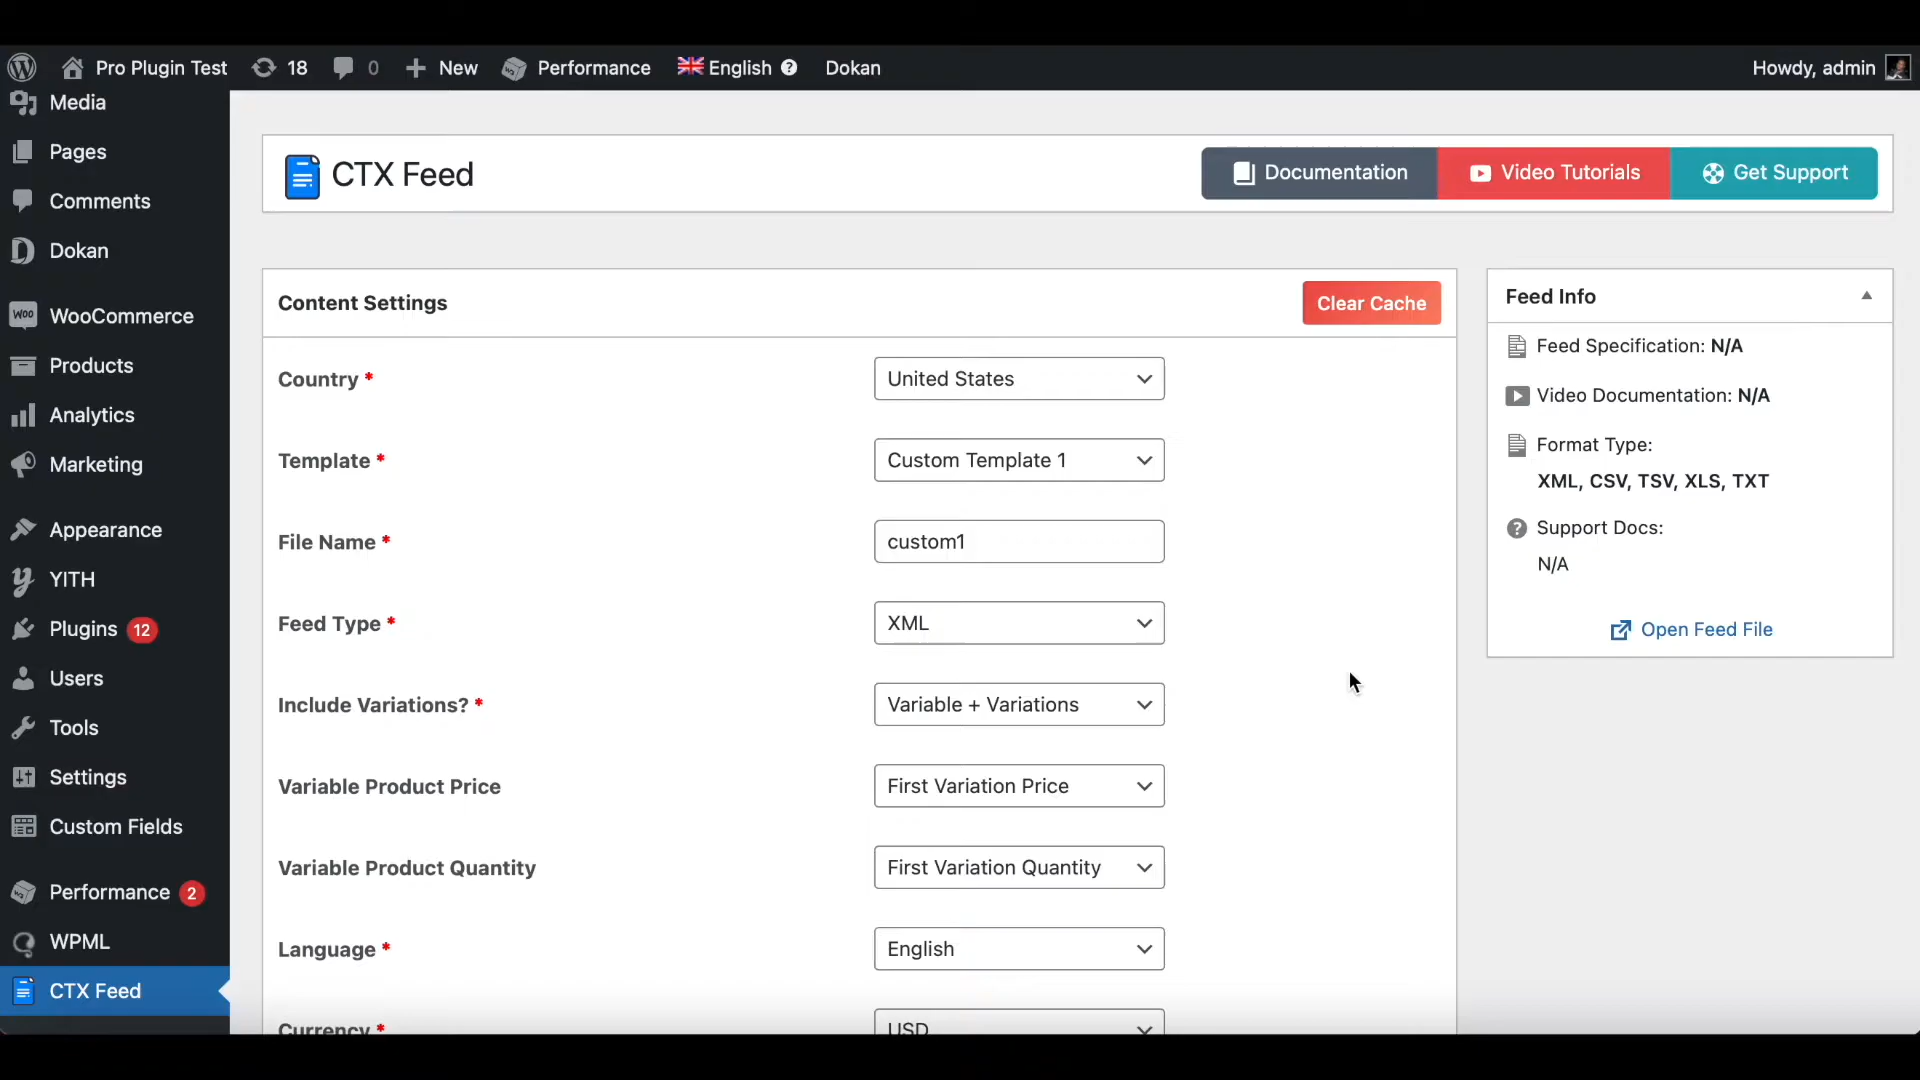 Pro Plugin Test 18 0 New Performance English Dokan Howdy, admin
Media
Pages
Comments
Dokan
WooCommerce
Products
Analytics
Marketing
Appearance
YITH
Plugins 12
Users
Tools
Settings
Custom Fields
Performance 2
WPML
CTX Feed
CTX Feed
Documentation Video Tutorials Get Support
Content Settings Clear Cache
Country * United States
Template * Custom Template 1
File Name * custom1
Feed Type * XML
Include Variations? * Variable + Variations
Variable Product Price First Variation Price
Variable Product Quantity First Variation Quantity
Language * English
Currency * USD
Feed Info
Feed Specification: N/A
Video Documentation: N/A
Format Type:
XML, CSV, TSV, XLS, TXT
Support Docs:
N/A
Open Feed File